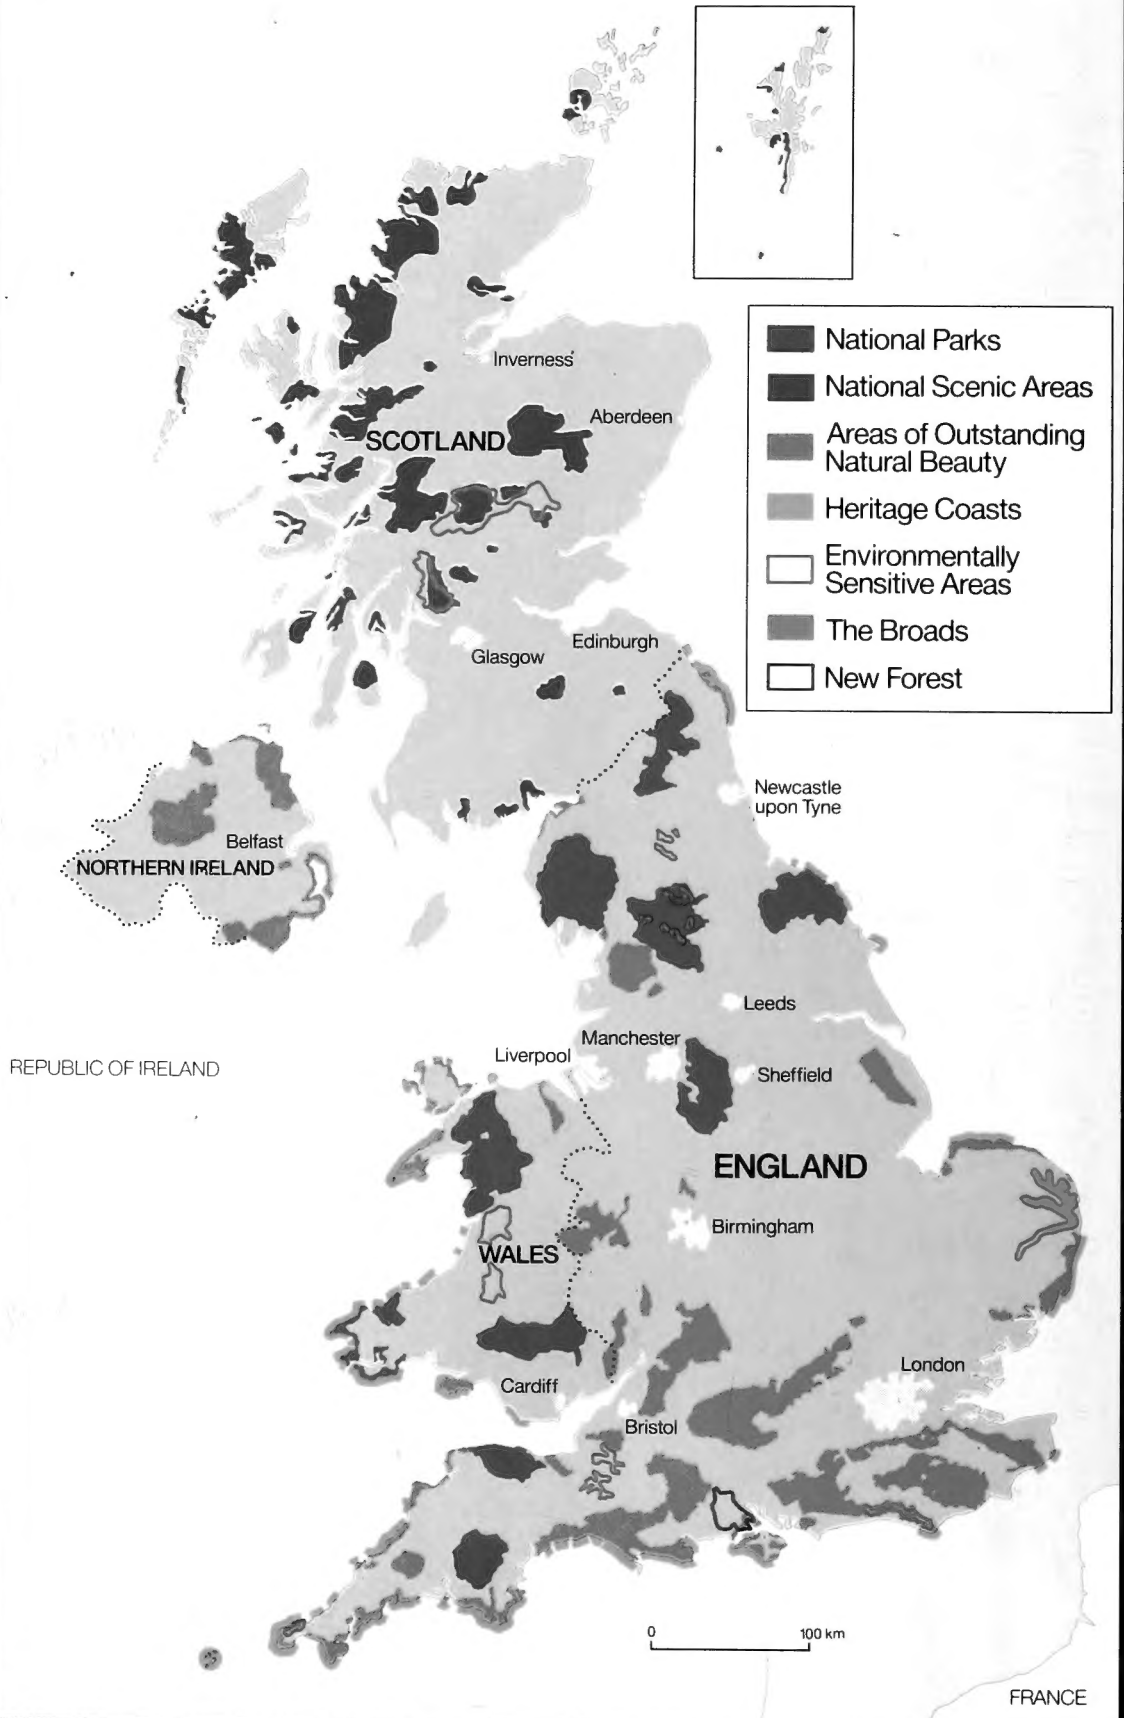 National Parks
National Scenic Areas
Areas of Outstanding
Natural Beauty
Heritage Coasts
Environmentally
Sensitive Areas
The Broads
New Forest
Inverness
Aberdeen
SCOTLAND
Edinburgh
Glasgow
Newcastle
upon Tyne
Belfast
NORTHERN IRELAND
Leeds
Manchester
Liverpool
REPUBLIC OF IRELAND
Sheffield
ENGLAND
Birmingham
WALES
London
Cardiff
Bristol
0 100 km
FRANCE